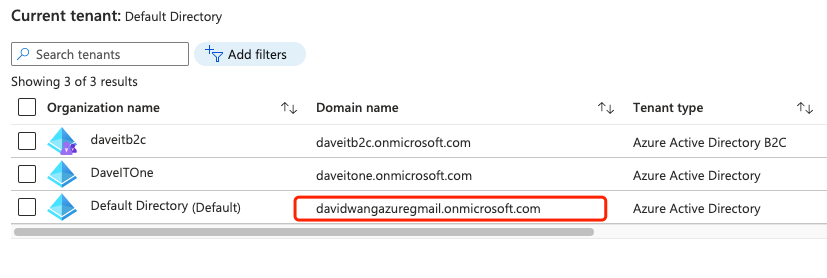 Current tenant: Default Directory
Search tenants Add filters
Showing 3 of 3 results
Organization name Domain name Tenant type
daveitb2c daveitb2c.onmicrosoft.com Azure Active Directory B2C
DaveITOne daveitone.onmicrosoft.com Azure Active Directory
Default Directory (Default) davidwangazuregmail.onmicrosoft.com Azure Active Directory